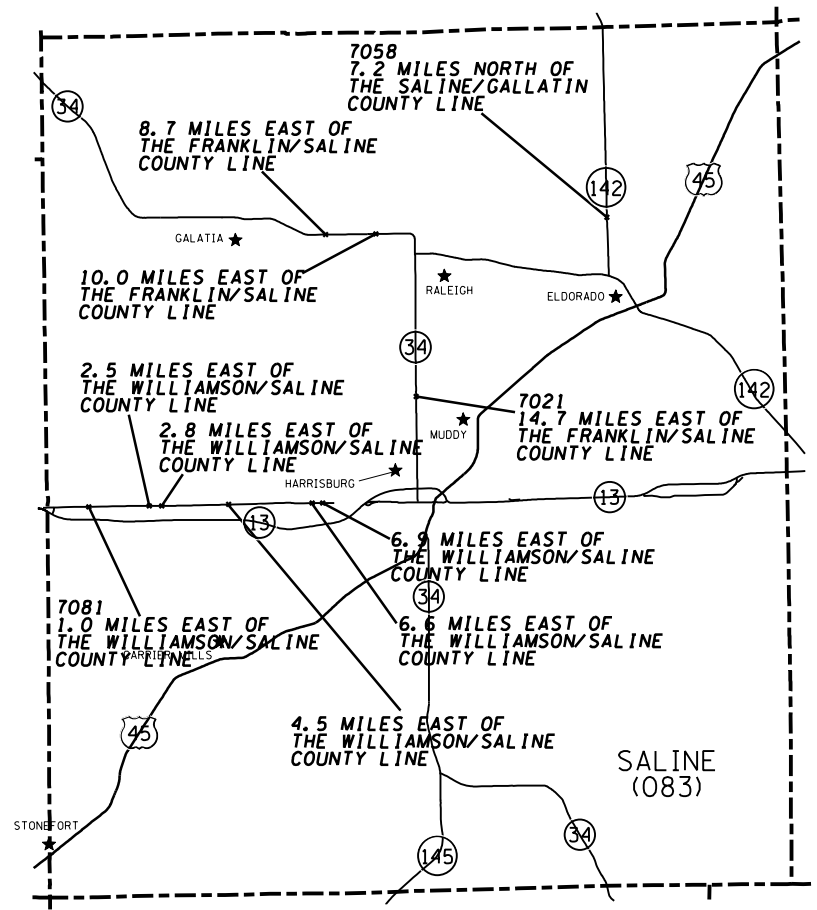 7058
7.2 MILES NORTH OF
THE SALINE/GALLATIN
COUNTY LINE
34
8.7 MILES EAST OF
THE FRANKLIN/SALINE
COUNTY LINE
142
45
GALATIA
10.0 MILES EAST OF
THE FRANKLIN/SALINE
COUNTY LINE
RALEIGH
ELDORADO
34
2.5 MILES EAST OF
THE WILLIAMSON/SALINE
COUNTY LINE
142
7021
14.7 MILES EAST OF
THE FRANKLIN/SALINE
COUNTY LINE
2.8 MILES EAST OF
THE WILLIAMSON/SALINE
COUNTY LINE
MUDDY
HARRISBURG
13
13
6.9 MILES EAST OF
THE WILLIAMSON/SALINE
COUNTY LINE
34
7081
1.0 MILES EAST OF
THE WILLIAMSON/SALINE
COUNTY LINE
CARRIER MILLS
6.6 MILES EAST OF
THE WILLIAMSON/SALINE
COUNTY LINE
45
4.5 MILES EAST OF
THE WILLIAMSON/SALINE
COUNTY LINE
SALINE
(083)
STONEFORT
34
145